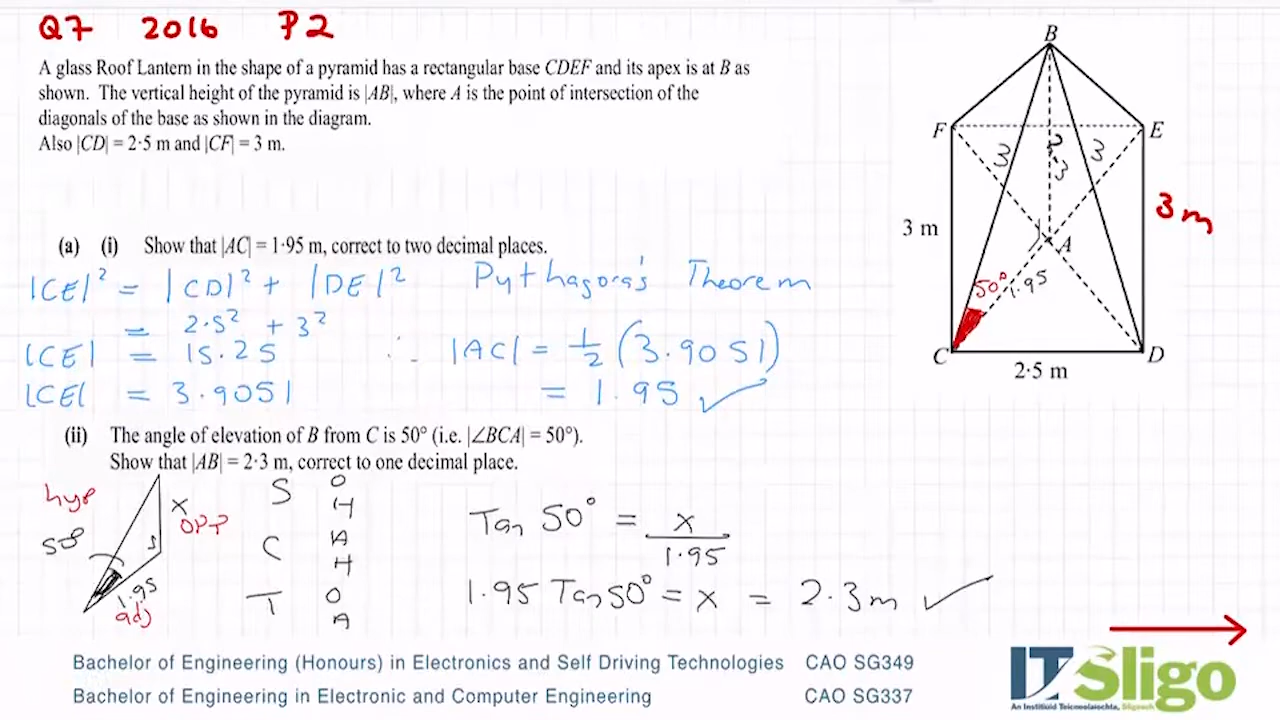 Q7 2016 P2
A glass Roof Lantern in the shape of a pyramid has a rectangular base CDEF and its apex is at B as
shown. The vertical height of the pyramid is |AB|, where A is the point of intersection of the
diagonals of the base as shown in the diagram.
Also |CD| = 2·5 m and |CF| = 3 m.
B
F
E
3
2.3
3
3 m
3 m
A
50°
1.95
C
D
2·5 m
(a) (i) Show that |AC| = 1·95 m, correct to two decimal places.
|CE|² = |CD|² + |DE|² Pythagora's Theorem
= 2.5² + 3²
|CE| = 15.25 ∴ |AC| = 1/2 (3.9051)
|CE| = 3.9051 = 1.95 ✓
(ii) The angle of elevation of B from C is 50° (i.e. |∠BCA| = 50°).
Show that |AB| = 2·3 m, correct to one decimal place.
hyp
50°
x
opp
1.95
adj
S O
H
C A
H
T O
A
Tan 50° = x / 1.95
1.95 Tan 50° = x = 2.3m ✓
Bachelor of Engineering (Honours) in Electronics and Self Driving Technologies CAO SG349
Bachelor of Engineering in Electronic and Computer Engineering CAO SG337
IT Sligo
An Institiúid Teicneolaíochta, Sligeach